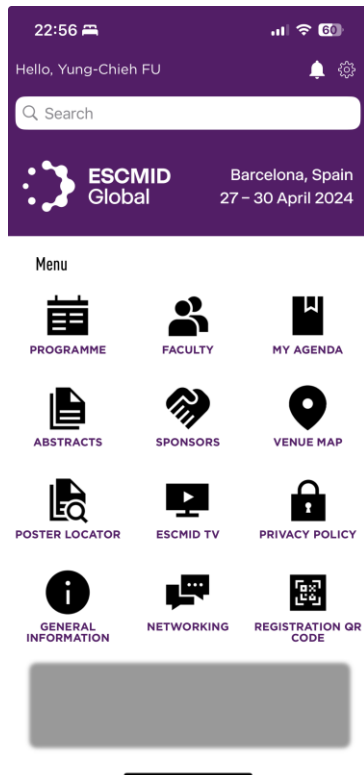 22:56
60
Hello, Yung-Chieh FU
Search
ESCMID
Global
Barcelona, Spain
27 – 30 April 2024
Menu
PROGRAMME
FACULTY
MY AGENDA
ABSTRACTS
SPONSORS
VENUE MAP
POSTER LOCATOR
ESCMID TV
PRIVACY POLICY
GENERAL
INFORMATION
NETWORKING
REGISTRATION QR
CODE